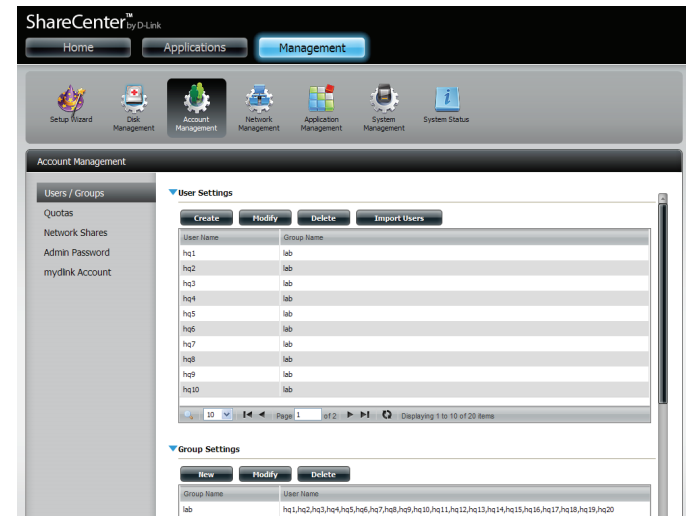 ShareCenter™ by D-Link
Home Applications Management
Setup Wizard Disk Management Account Management Network Management Application Management System Management System Status
Account Management
Users / Groups
Quotas
Network Shares
Admin Password
mydlink Account
User Settings
Create Modify Delete Import Users
User Name Group Name
hq1 lab
hq2 lab
hq3 lab
hq4 lab
hq5 lab
hq6 lab
hq7 lab
hq8 lab
hq9 lab
hq10 lab
10 Page 1 of 2 Displaying 1 to 10 of 20 items
Group Settings
New Modify Delete
Group Name User Name
lab hq1,hq2,hq3,hq4,hq5,hq6,hq7,hq8,hq9,hq10,hq11,hq12,hq13,hq14,hq15,hq16,hq17,hq18,hq19,hq20